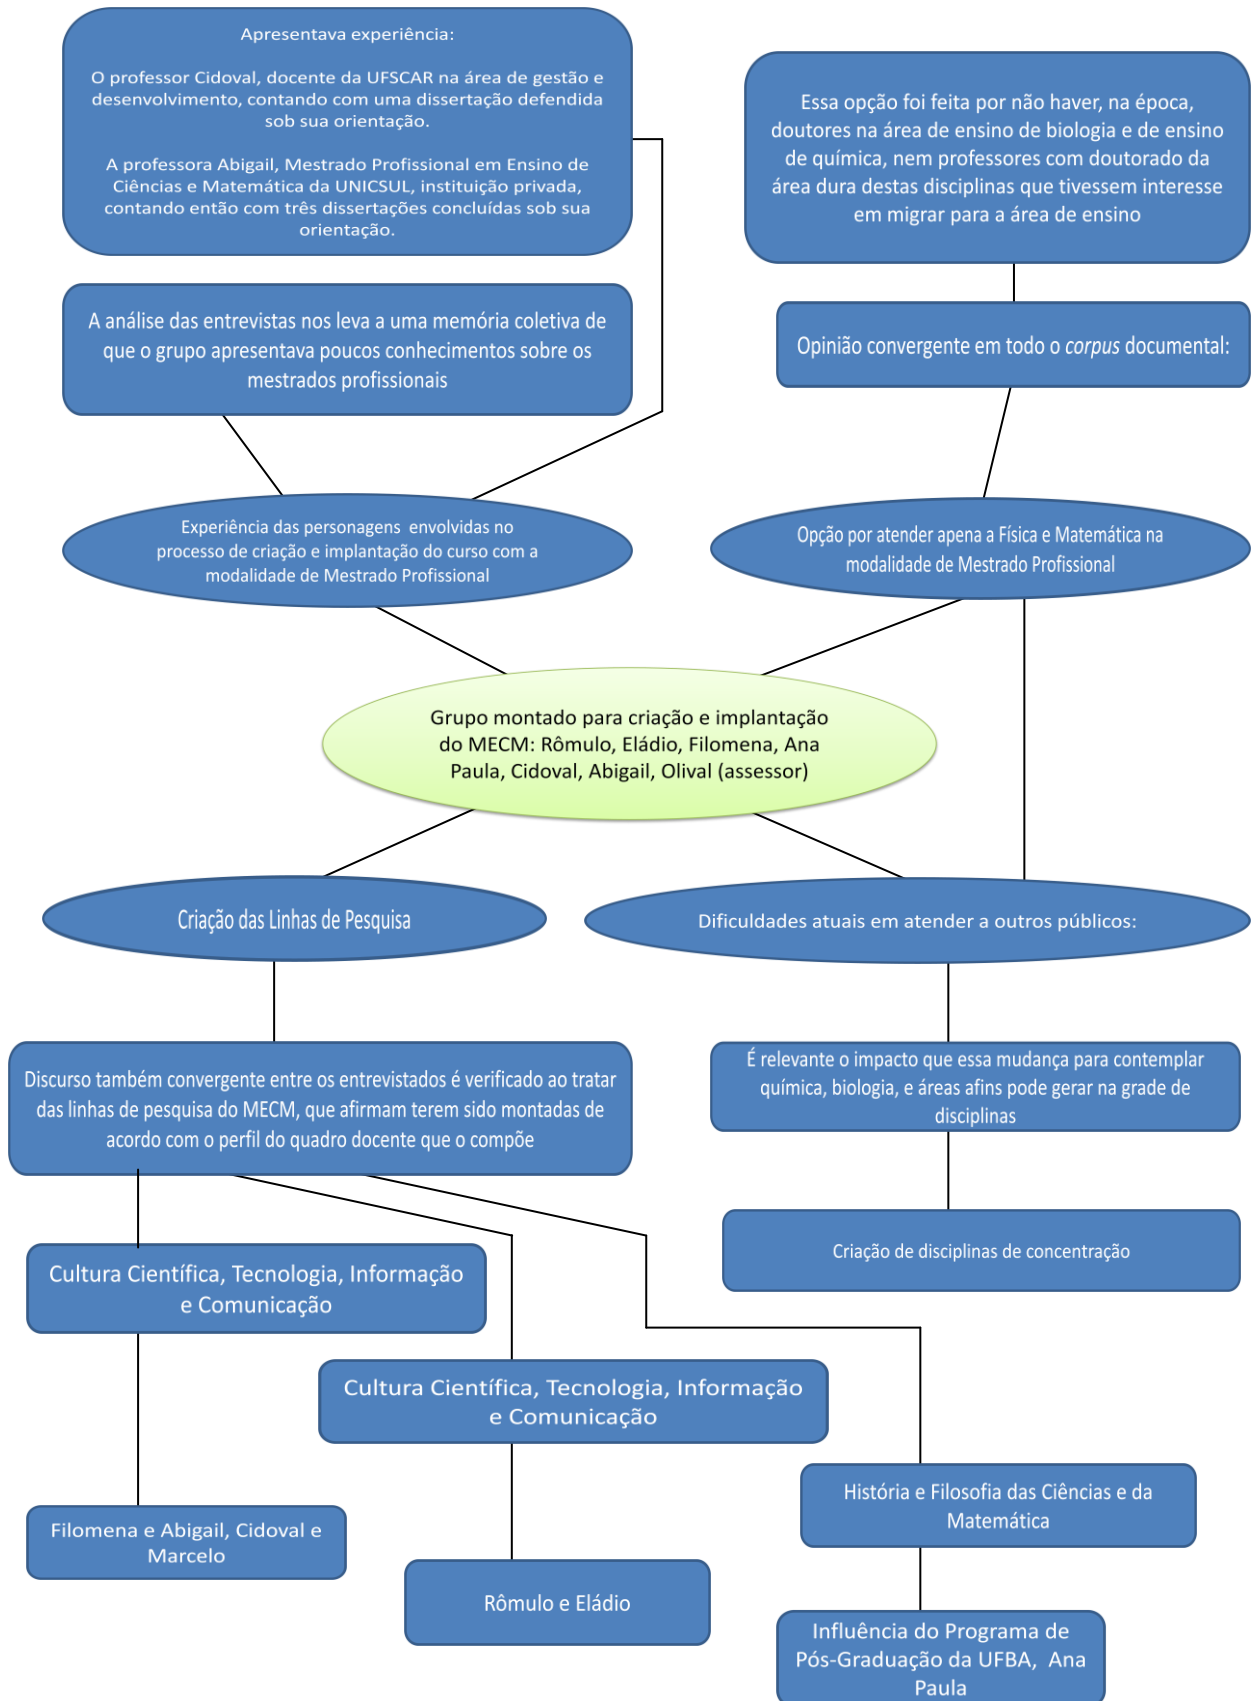 Apresentava experiência:
O professor Cidoval, docente da UFSCAR na área de gestão e
desenvolvimento, contando com uma dissertação defendida
sob sua orientação.
A professora Abigail, Mestrado Profissional em Ensino de
Ciências e Matemática da UNICSUL, instituição privada,
contando então com três dissertações concluídas sob sua
orientação.
Essa opção foi feita por não haver, na época,
doutores na área de ensino de biologia e de ensino
de química, nem professores com doutorado da
área dura destas disciplinas que tivessem interesse
em migrar para a área de ensino
A análise das entrevistas nos leva a uma memória coletiva de
que o grupo apresentava poucos conhecimentos sobre os
mestrados profissionais
Opinião convergente em todo o corpus documental:
Experiência das personagens envolvidas no
processo de criação e implantação do curso com a
modalidade de Mestrado Profissional
Opção por atender apena a Física e Matemática na
modalidade de Mestrado Profissional
Grupo montado para criação e implantação
do MECM: Rômulo, Eládio, Filomena, Ana
Paula, Cidoval, Abigail, Olival (assessor)
Criação das Linhas de Pesquisa
Dificuldades atuais em atender a outros públicos:
Discurso também convergente entre os entrevistados é verificado ao tratar
das linhas de pesquisa do MECM, que afirmam terem sido montadas de
acordo com o perfil do quadro docente que o compõe
É relevante o impacto que essa mudança para contemplar
química, biologia, e áreas afins pode gerar na grade de
disciplinas
Criação de disciplinas de concentração
Cultura Científica, Tecnologia, Informação
e Comunicação
Cultura Científica, Tecnologia, Informação
e Comunicação
História e Filosofia das Ciências e da
Matemática
Filomena e Abigail, Cidoval e
Marcelo
Rômulo e Eládio
Influência do Programa de
Pós-Graduação da UFBA, Ana
Paula